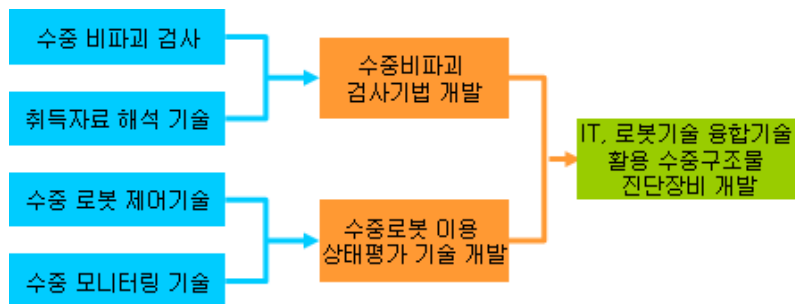 수중 비파괴 검사
취득자료 해석 기술
수중 로봇 제어기술
수중 모니터링 기술
수중비파괴
검사기법 개발
수중로봇 이용
상태평가 기술 개발
IT, 로봇기술 융합기술
활용 수중구조물
진단장비 개발